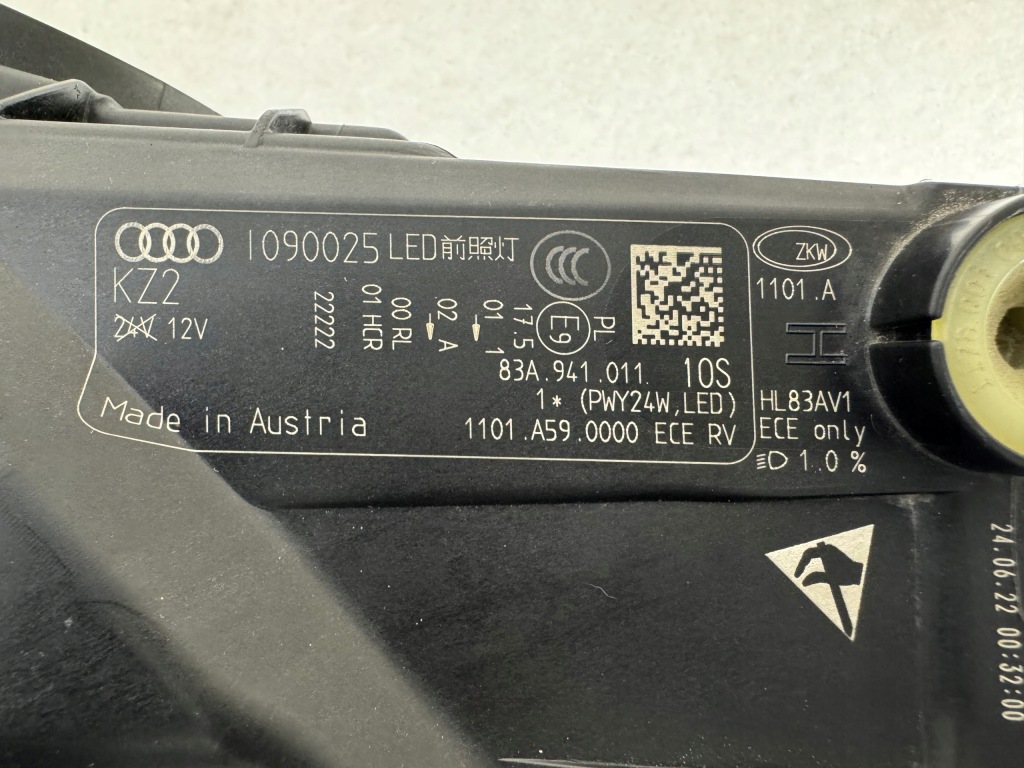 1090025 LED前照灯
KZ2
24V 12V
22222
01 HCR
00 RL
02 A
01 1
17.5
E9
PL
CCC
83A.941.011. 10S
1* (PWY24W,LED)
Made in Austria
1101.A59.0000 ECE RV
ZKW
1101.A
H
HL83AV1
ECE only
1.0 %
24.06.22 00:32:00